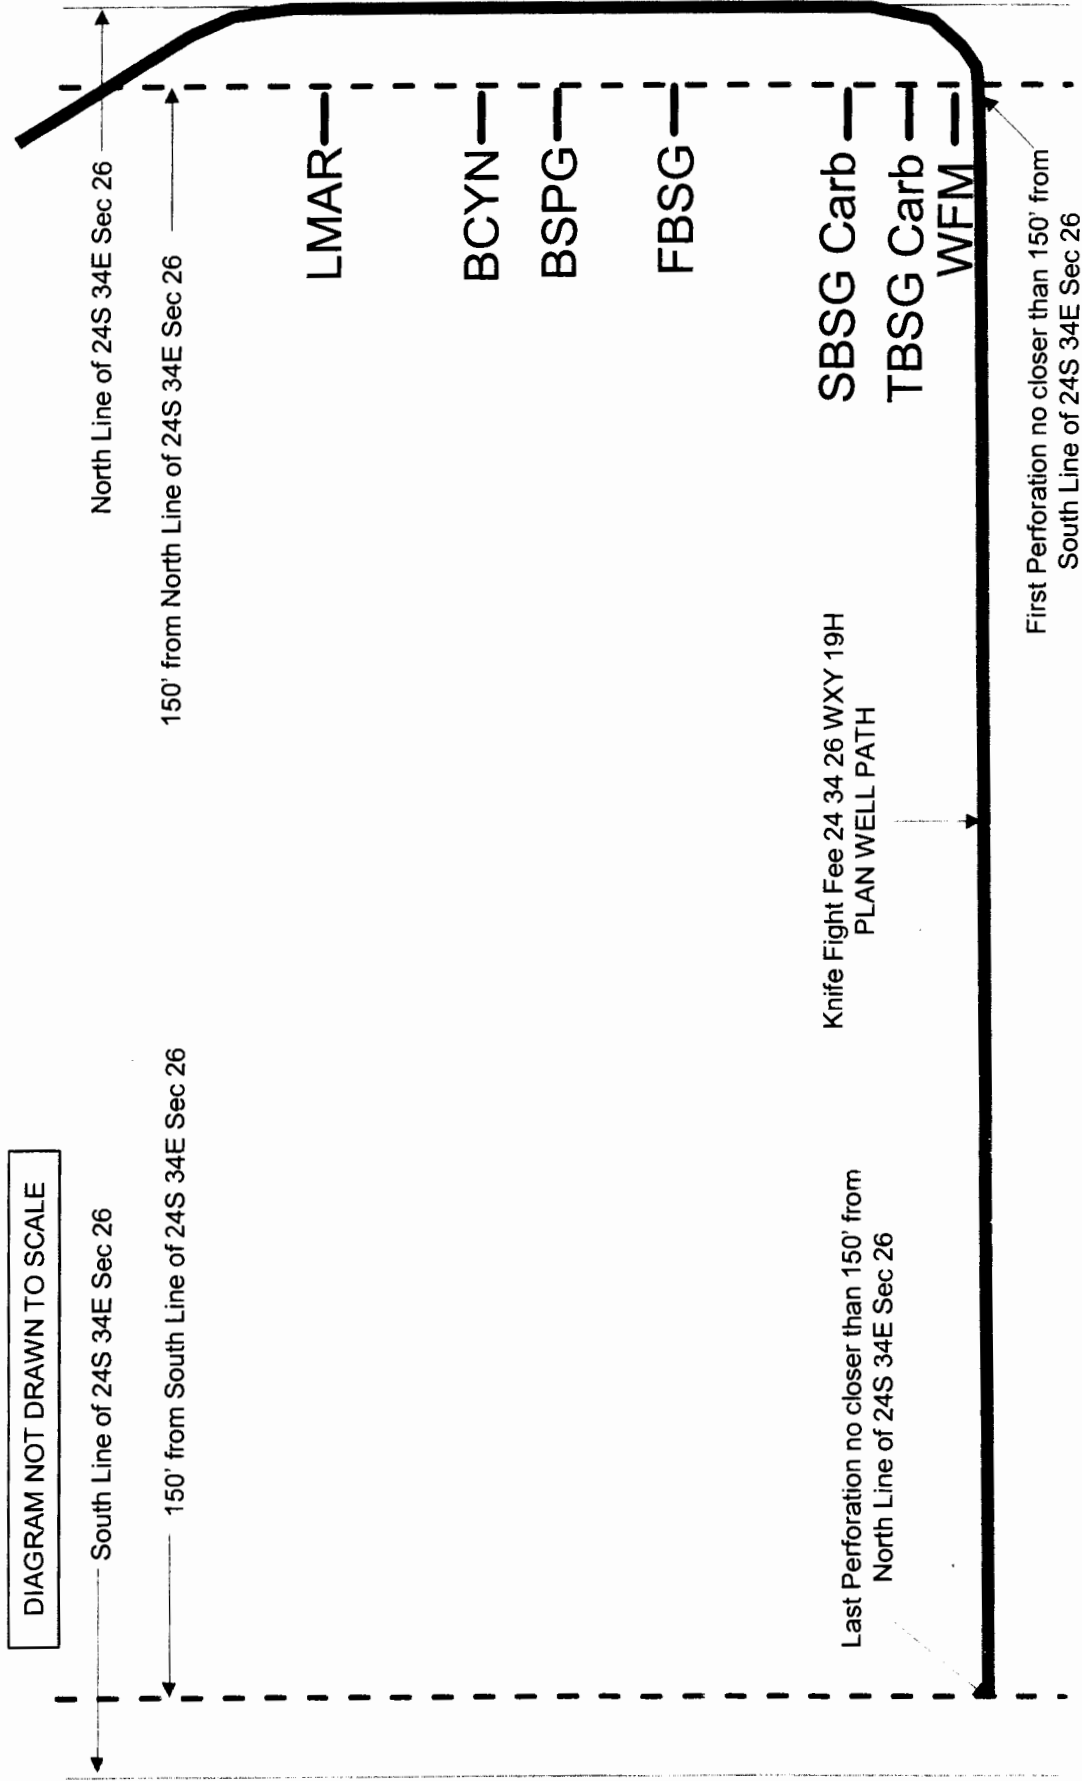 DIAGRAM NOT DRAWN TO SCALE
South Line of 24S 34E Sec 26
North Line of 24S 34E Sec 26
150' from South Line of 24S 34E Sec 26
150' from North Line of 24S 34E Sec 26
LMAR
BCYN
BSPG
FBSG
SBSG Carb
TBSG Carb
WFM
Knife Fight Fee 24 34 26 WXY 19H
PLAN WELL PATH
Last Perforation no closer than 150' from
North Line of 24S 34E Sec 26
First Perforation no closer than 150' from
South Line of 24S 34E Sec 26